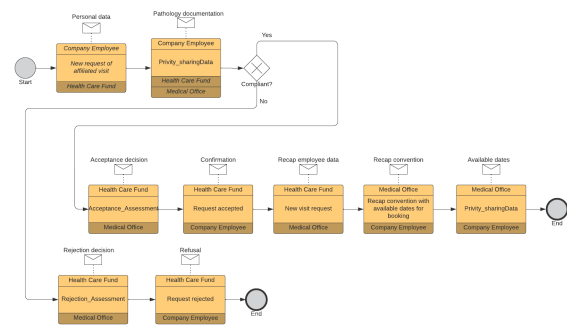 Personal data
Pathology documentation
Company Employee
New request of
affiliated visit
Health Care Fund
Company Employee
Privity_sharingData
Health Care Fund
Medical Office
Yes
Start
Compliant?
No
Acceptance decision
Confirmation
Recap employee data
Recap convention
Available dates
Health Care Fund
Acceptance_Assessment
Medical Office
Health Care Fund
Request accepted
Company Employee
Health Care Fund
New visit request
Medical Office
Medical Office
Recap convention with
available dates for
booking
Company Employee
Medical Office
Privity_sharingData
Company Employee
End
Rejection decision
Refusal
Health Care Fund
Rejection_Assessment
Medical Office
Health Care Fund
Request rejected
Company Employee
End